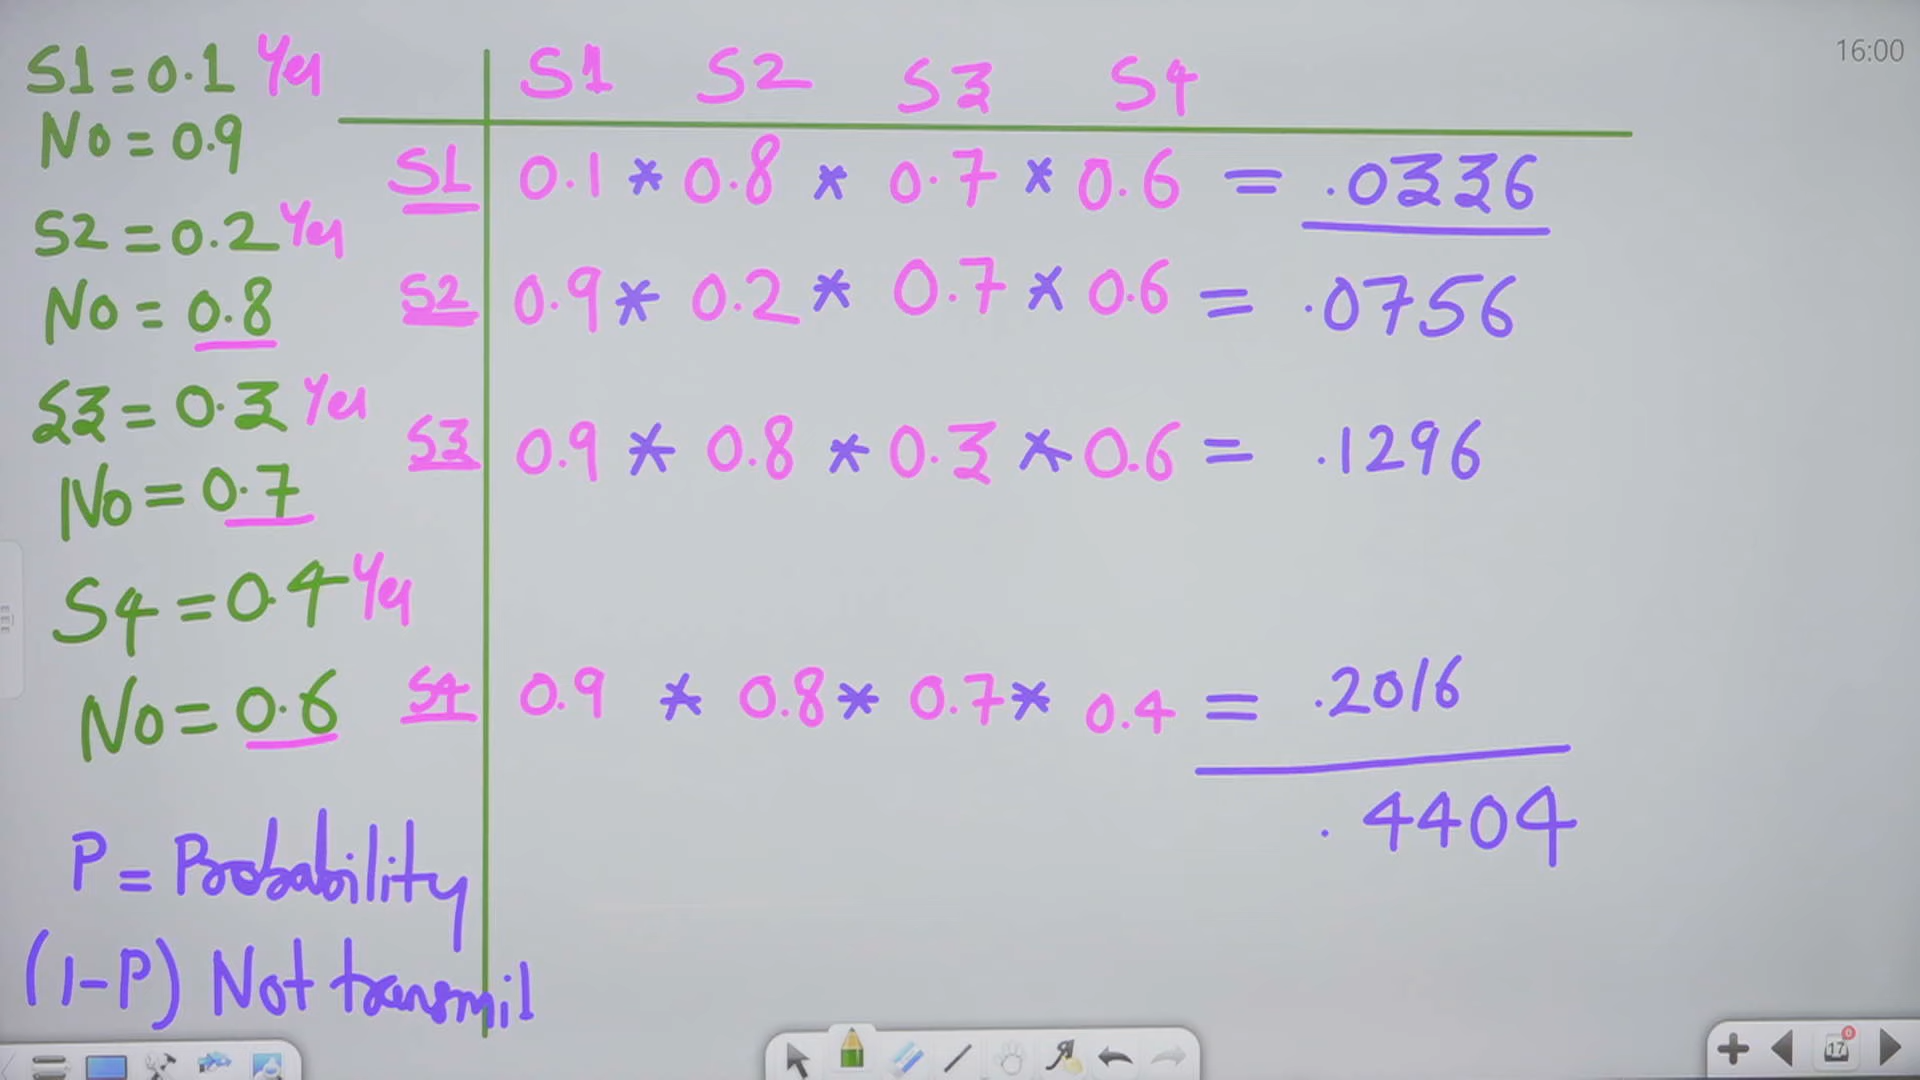 16:00
S1 = 0.1 Yes
No = 0.9
S2 = 0.2 Yes
No = 0.8
S3 = 0.3 Yes
No = 0.7
S4 = 0.4 Yes
No = 0.6
P = Probability
(1-P) Not transmit
S1 S2 S3 S4
S1 0.1 * 0.8 * 0.7 * 0.6 = .0336
S2 0.9 * 0.2 * 0.7 * 0.6 = .0756
S3 0.9 * 0.8 * 0.3 * 0.6 = .1296
S4 0.9 * 0.8 * 0.7 * 0.4 = .2016
.4404
17
0